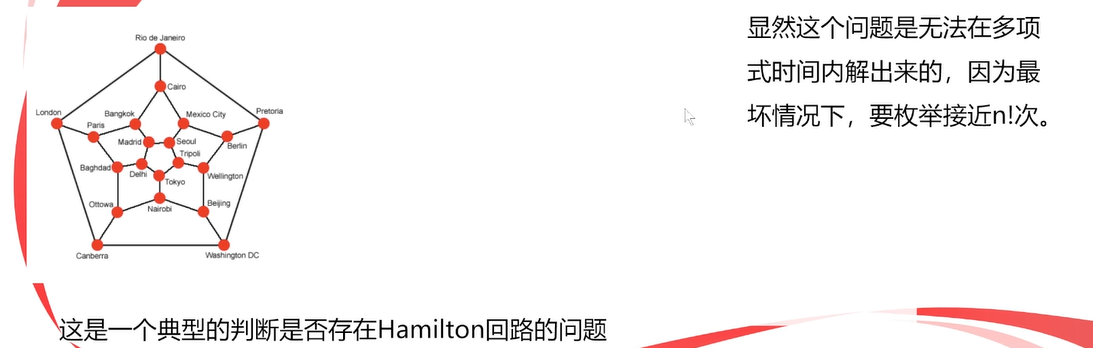 显然这个问题是无法在多项
式时间内解出来的，因为最
坏情况下，要枚举接近n!次。
Rio de Janeiro
Cairo
London
Bangkok
Mexico City
Pretoria
Paris
Madrid
Seoul
Berlin
Tripoli
Baghdad
Delhi
Wellington
Tokyo
Ottowa
Nairobi
Beijing
Canberra
Washington DC
这是一个典型的判断是否存在Hamilton回路的问题